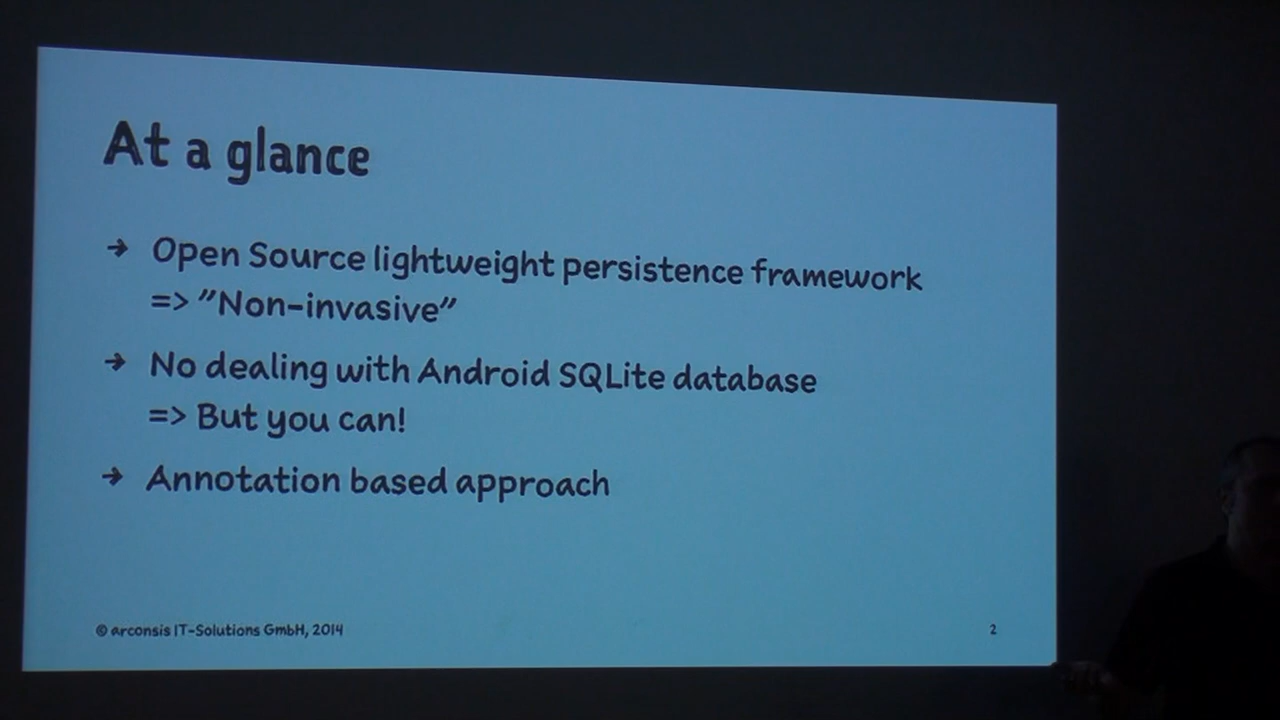 At a glance
→ Open Source lightweight persistence framework
=> "Non-invasive"
→ No dealing with Android SQLite database
=> But you can!
→ Annotation based approach
© arconsis IT-Solutions GmbH, 2014
2